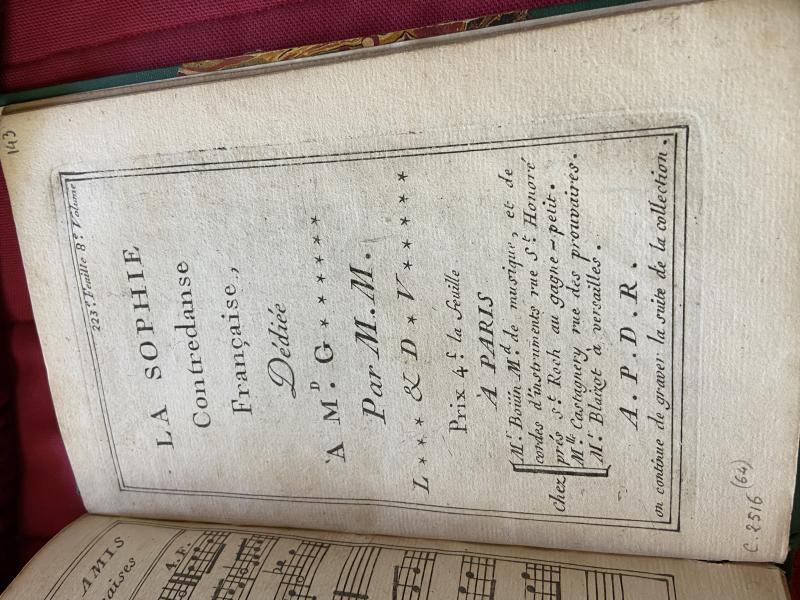 143
223.e Feuille 8.e Volume
LA SOPHIE
Contredanse
Française,
Dédiée
A M.D G*******
Par M.M.
L*** & D*V*****
Prix 4.s la feuille
A PARIS
chez
M.r Boüin M.d de musique, et de
cordes d'instruments rue S.t Honoré
prés S.t Roch au gagne-petit.
M.lle Castagnery rue des prouvaires.
M.r Blaizot à versailles.
A.P.D.R.
on continue de graver la suite de la collection.
C.2516 (64)
AMIS
aises
A.F.